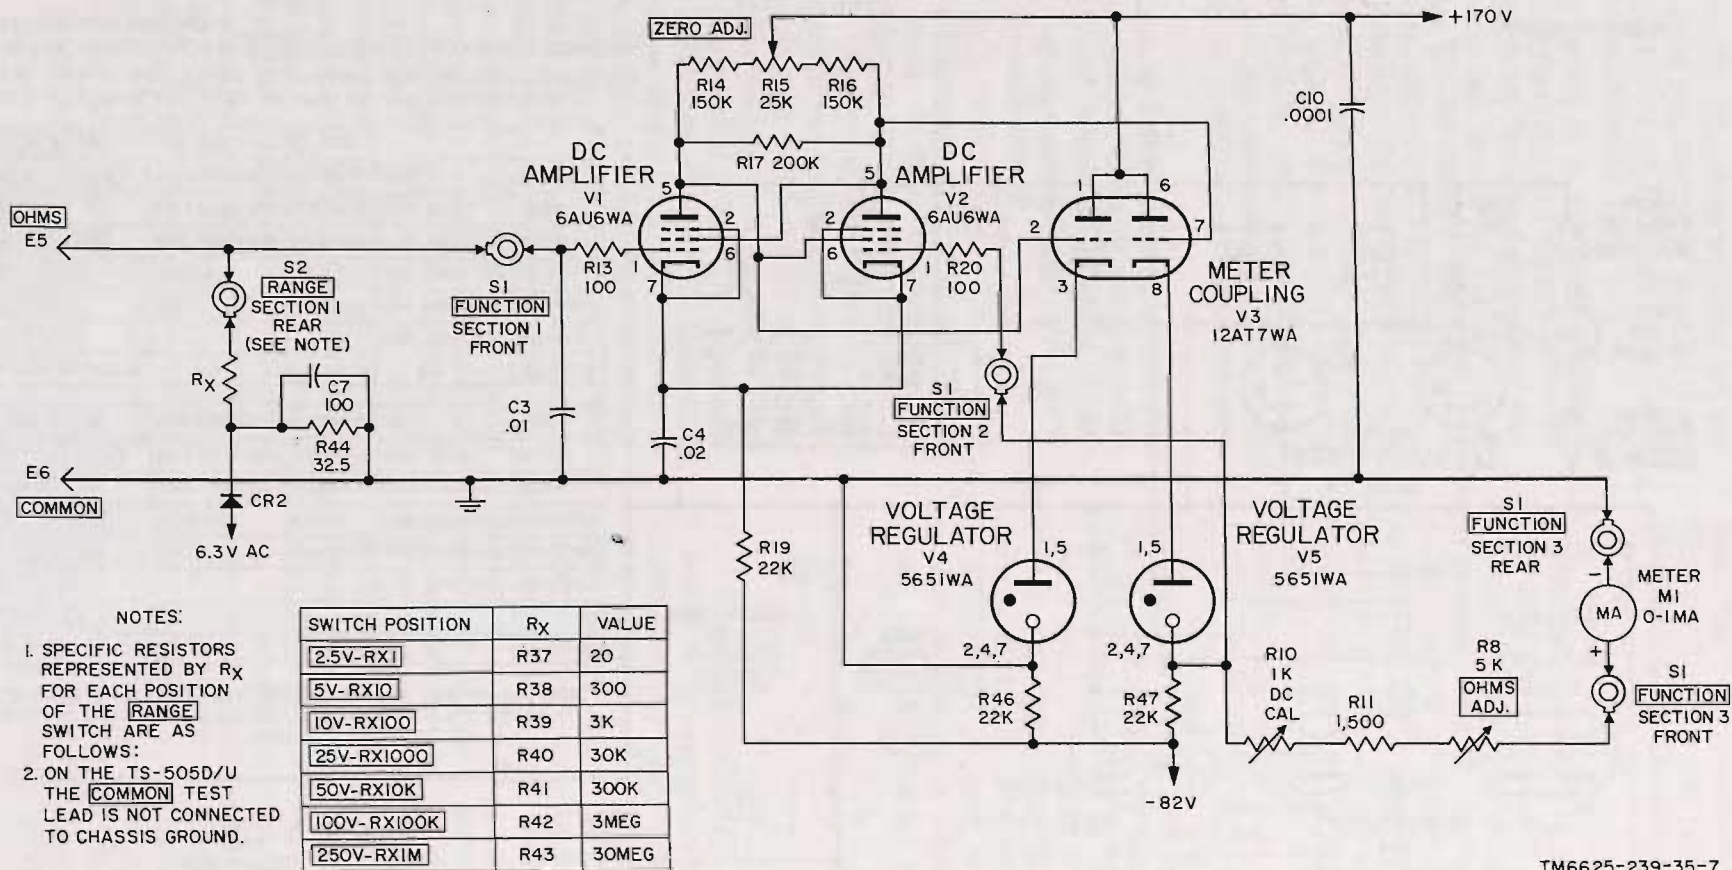 ZERO ADJ.
+170 V
R14
150K
R15
25K
R16
150K
C10
.0001
R17 200K
DC
AMPLIFIER
V1
6AU6WA
DC
AMPLIFIER
V2
6AU6WA
5
2
6
1
7
5
2
6
1
7
1
6
2
7
3
8
METER
COUPLING
V3
12AT7WA
OHMS
E5
S2
RANGE
SECTION 1
REAR
(SEE NOTE)
S1
FUNCTION
SECTION 1
FRONT
R13
100
R20
100
RX
C7
100
R44
32.5
C3
.01
C4
.02
S1
FUNCTION
SECTION 2
FRONT
E6
COMMON
CR2
6.3V AC
R19
22K
VOLTAGE
REGULATOR
V4
5651WA
1,5
2,4,7
1,5
2,4,7
VOLTAGE
REGULATOR
V5
5651WA
S1
FUNCTION
SECTION 3
REAR
-
MA
+
METER
M1
0-1MA
S1
FUNCTION
SECTION 3
FRONT
R46
22K
R47
22K
R10
1K
DC
CAL
R11
1,500
R8
5K
OHMS
ADJ.
-82V
NOTES:
1. SPECIFIC RESISTORS
REPRESENTED BY RX
FOR EACH POSITION
OF THE RANGE
SWITCH ARE AS
FOLLOWS:
2. ON THE TS-505D/U
THE COMMON TEST
LEAD IS NOT CONNECTED
TO CHASSIS GROUND.
SWITCH POSITION RX VALUE
2.5V-RX1 R37 20
5V-RX10 R38 300
10V-RX100 R39 3K
25V-RX1000 R40 30K
50V-RX10K R41 300K
100V-RX100K R42 3MEG
250V-RX1M R43 30MEG
TM6625-239-35-7